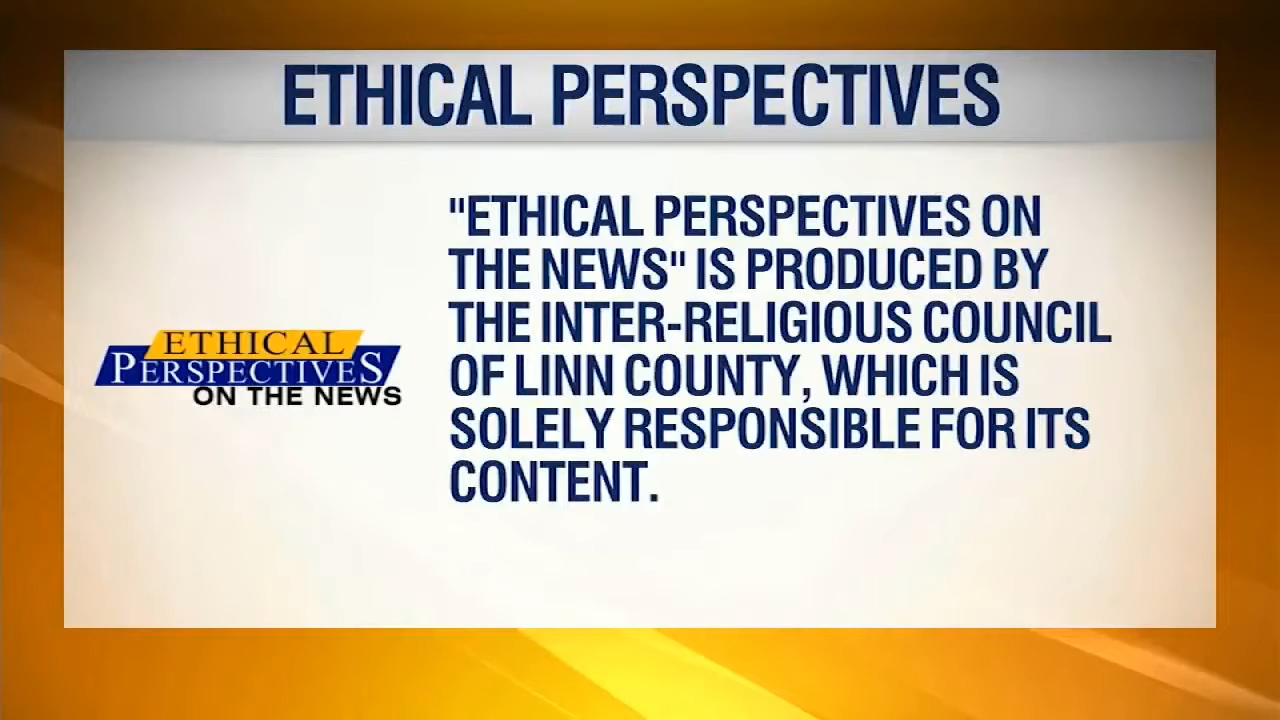 ETHICAL PERSPECTIVES
"ETHICAL PERSPECTIVES ON
THE NEWS" IS PRODUCED BY
THE INTER-RELIGIOUS COUNCIL
OF LINN COUNTY, WHICH IS
SOLELY RESPONSIBLE FOR ITS
CONTENT.
ETHICAL
PERSPECTIVES
ON THE NEWS